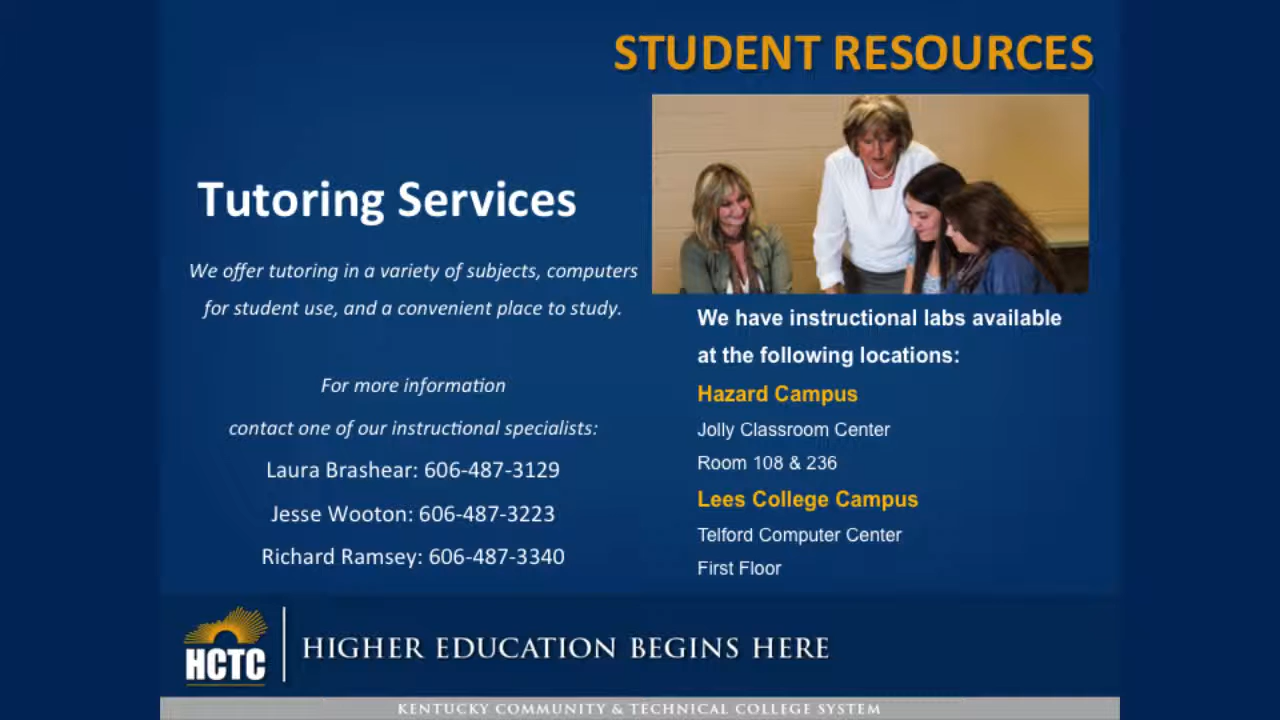 STUDENT RESOURCES
Tutoring Services
We offer tutoring in a variety of subjects, computers
for student use, and a convenient place to study.
For more information
contact one of our instructional specialists:
Laura Brashear: 606-487-3129
Jesse Wooton: 606-487-3223
Richard Ramsey: 606-487-3340
We have instructional labs available
at the following locations:
Hazard Campus
Jolly Classroom Center
Room 108 & 236
Lees College Campus
Telford Computer Center
First Floor
HCTC
HIGHER EDUCATION BEGINS HERE
KENTUCKY COMMUNITY & TECHNICAL COLLEGE SYSTEM